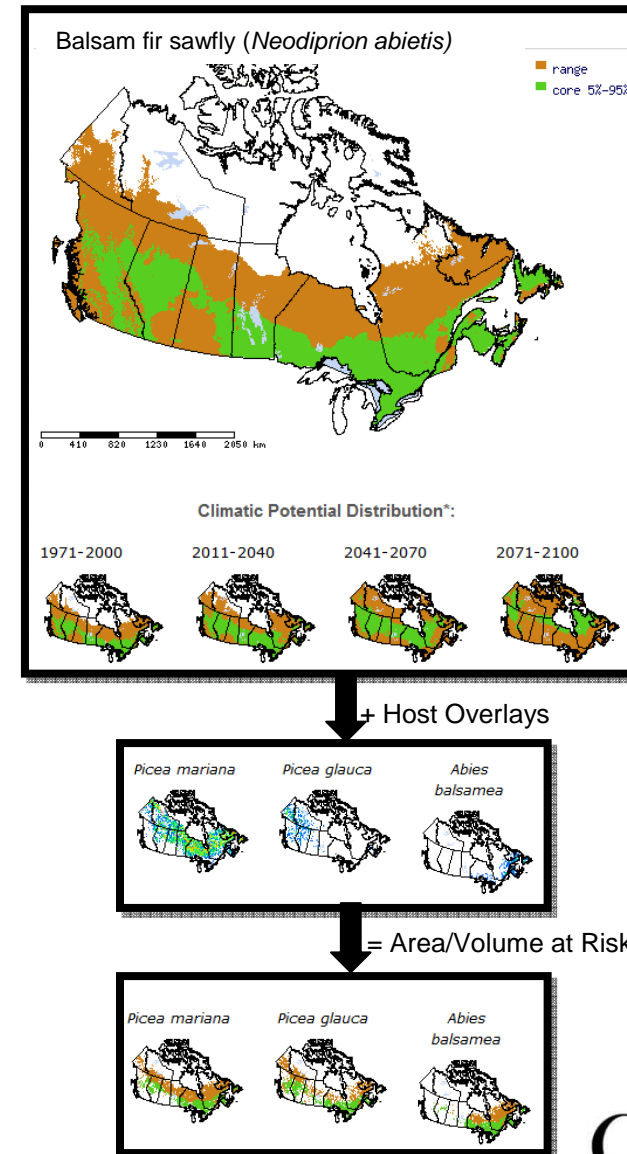 Balsam fir sawfly (Neodiprion abietis)
range
core 5%-95%
0 410 820 1230 1640 2050 km
Climatic Potential Distribution*:
1971-2000 2011-2040 2041-2070 2071-2100
+ Host Overlays
Picea mariana Picea glauca Abies
balsamea
= Area/Volume at Risk
Picea mariana Picea glauca Abies
balsamea